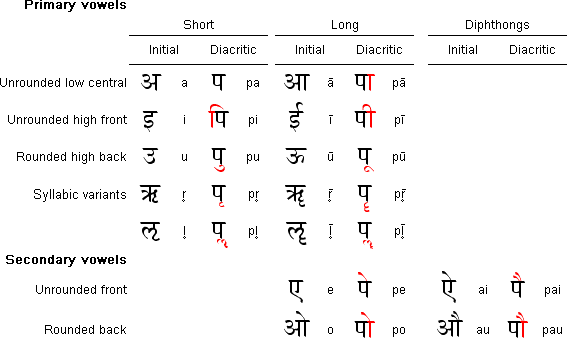 Primary vowels
Short Long Diphthongs
Initial Diacritic Initial Diacritic Initial Diacritic
Unrounded low central अ a प pa आ ā पा pā
Unrounded high front इ i पि pi ई ī पी pī
Rounded high back उ u पु pu ऊ ū पू pū
Syllabic variants ऋ ṛ पृ pṛ ॠ ṝ पॄ pṝ
ऌ ḷ पॢ pḷ ॡ ḹ पॣ pḹ
Secondary vowels
Unrounded front ए e पे pe ऐ ai पै pai
Rounded back ओ o पो po औ au पौ pau